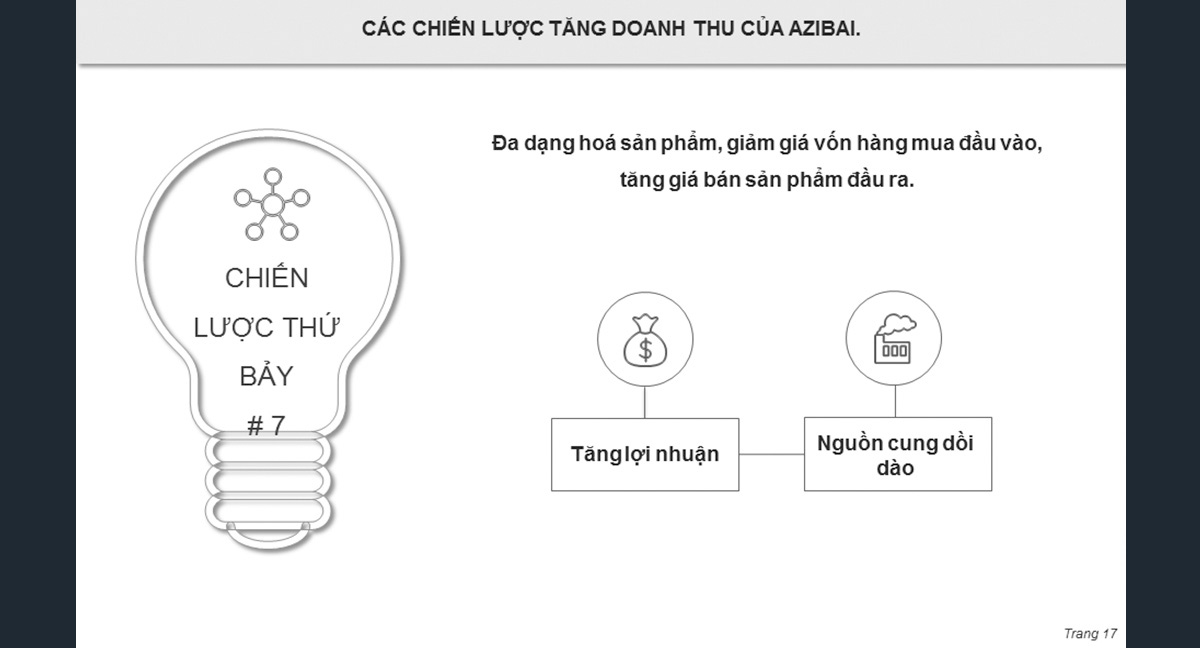 CÁC CHIẾN LƯỢC TĂNG DOANH THU CỦA AZIBAI.
CHIẾN
LƯỢC THỨ
BẢY
# 7
Đa dạng hoá sản phẩm, giảm giá vốn hàng mua đầu vào,
tăng giá bán sản phẩm đầu ra.
$
Tăng lợi nhuận
Nguồn cung dồi
dào
Trang 17